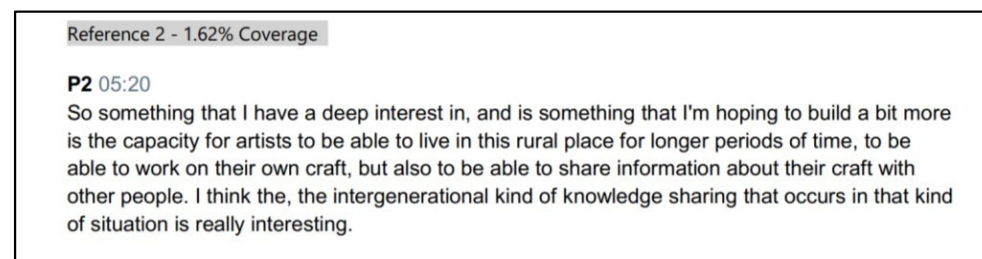 Reference 2 - 1.62% Coverage
P2 05:20
So something that I have a deep interest in, and is something that I'm hoping to build a bit more
is the capacity for artists to be able to live in this rural place for longer periods of time, to be
able to work on their own craft, but also to be able to share information about their craft with
other people. I think the, the intergenerational kind of knowledge sharing that occurs in that kind
of situation is really interesting.